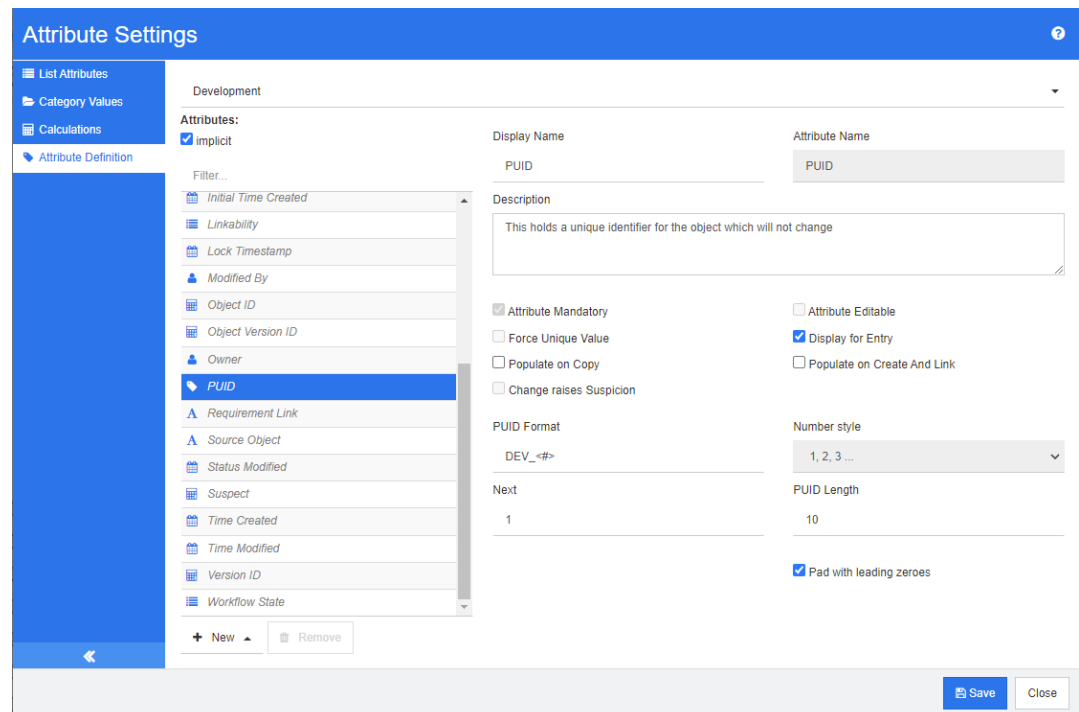 Attribute Settings
List Attributes
Category Values
Calculations
Attribute Definition
Development
Attributes:
implicit
Filter...
Initial Time Created
Linkability
Lock Timestamp
Modified By
Object ID
Object Version ID
Owner
PUID
Requirement Link
Source Object
Status Modified
Suspect
Time Created
Time Modified
Version ID
Workflow State
New
Remove
Display Name
Attribute Name
PUID
PUID
Description
This holds a unique identifier for the object which will not change
Attribute Mandatory
Attribute Editable
Force Unique Value
Display for Entry
Populate on Copy
Populate on Create And Link
Change raises Suspicion
PUID Format
Number style
DEV_<#>
1, 2, 3 ...
Next
PUID Length
1
10
Pad with leading zeroes
Save
Close